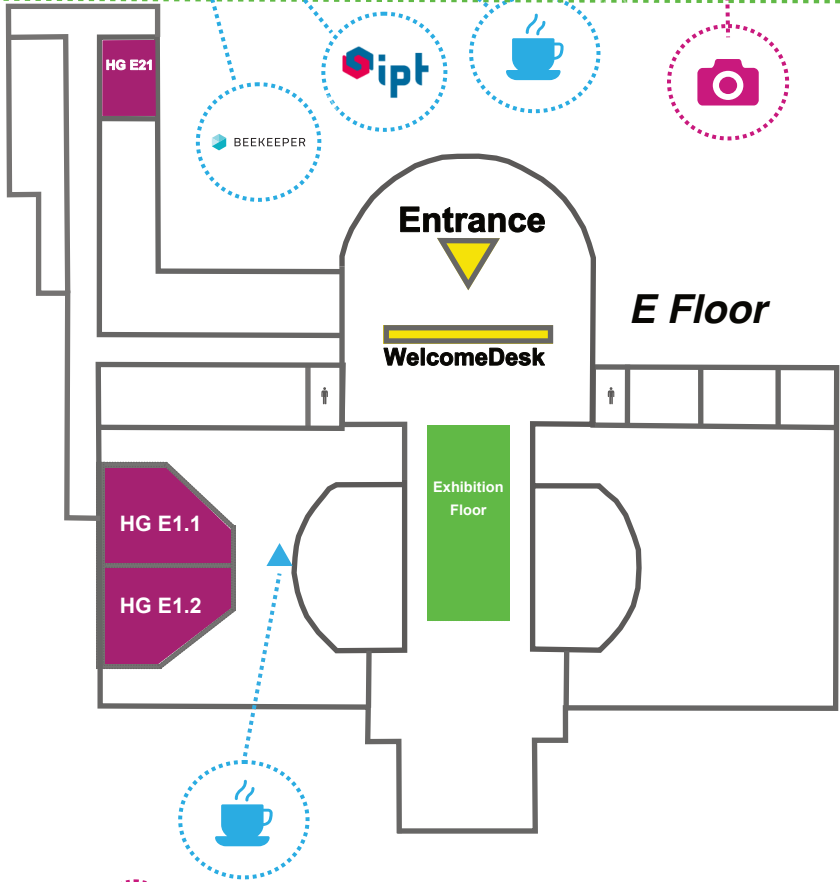 HG E21
ipt
BEEKEEPER
Entrance
E Floor
WelcomeDesk
Exhibition
Floor
HG E1.1
HG E1.2